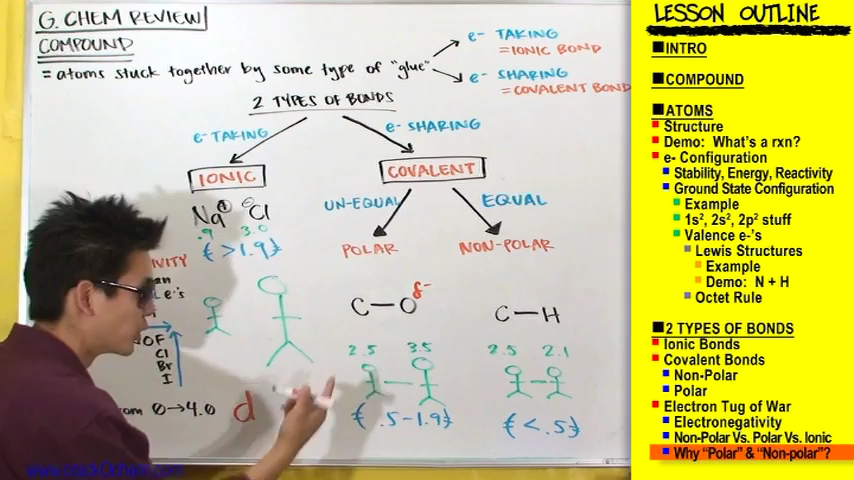 G. CHEM REVIEW
COMPOUND
= atoms stuck together by some type of "glue"
e- TAKING
= IONIC BOND
e- SHARING
= COVALENT BOND
2 TYPES OF BONDS
e- TAKING
e- SHARING
IONIC
COVALENT
Na⊕ ⊖Cl
.9 3.0
(≠ >1.9)
UN-EQUAL
EQUAL
POLAR
NON-POLAR
C—O δ-
C—H
2.5 3.5
2.5 2.1
(≠ .5-1.9)
(≠ <.5)
IVITY
e's
OF
Cl
Br
I
0→4.0
d
www.crackochem.com
LESSON OUTLINE
INTRO
COMPOUND
ATOMS
Structure
Demo: What's a rxn?
e- Configuration
Stability, Energy, Reactivity
Ground State Configuration
Example
1s², 2s², 2p² stuff
Valence e-'s
Lewis Structures
Example
Demo: N + H
Octet Rule
2 TYPES OF BONDS
Ionic Bonds
Covalent Bonds
Non-Polar
Polar
Electron Tug of War
Electronegativity
Non-Polar Vs. Polar Vs. Ionic
Why "Polar" & "Non-polar"?